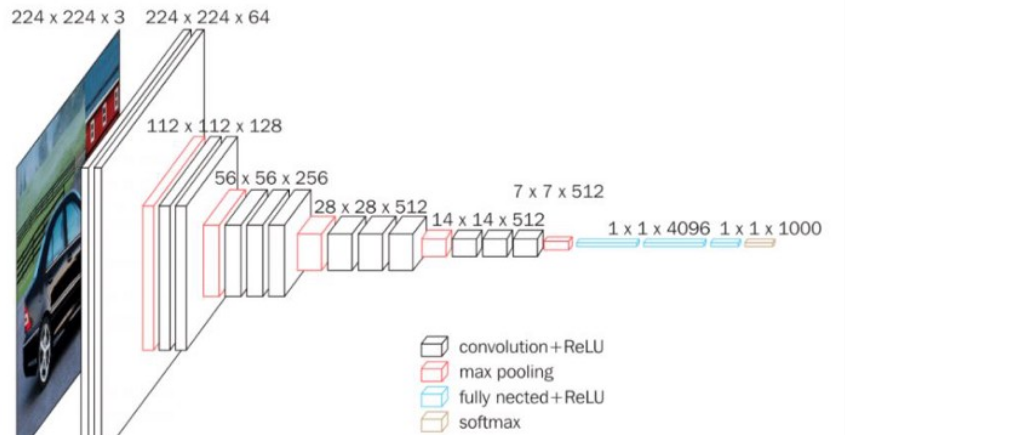 224 x 224 x 3
224 x 224 x 64
112 x 112 x 128
56 x 56 x 256
28 x 28 x 512
14 x 14 x 512
7 x 7 x 512
1 x 1 x 4096
1 x 1 x 1000
convolution+ReLU
max pooling
fully nected+ReLU
softmax